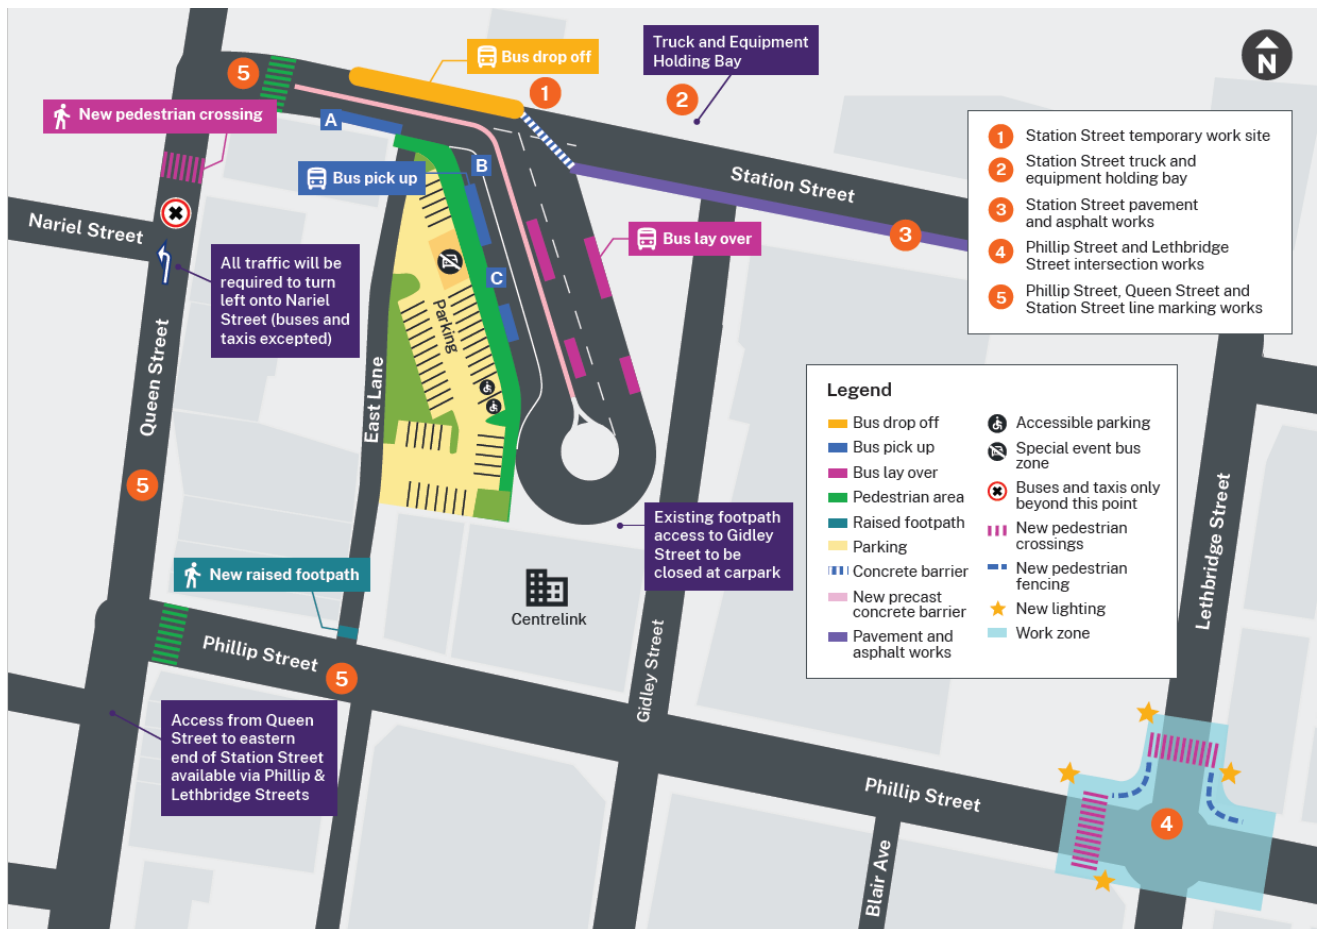 Bus drop off
Truck and Equipment
Holding Bay
N
5
1
2
New pedestrian crossing
A
B
Bus pick up
C
Station Street
3
Bus lay over
Nariel Street
All traffic will be
required to turn
left onto Nariel
Street (buses and
taxis excepted)
Parking
Queen Street
East Lane
5
1 Station Street temporary work site
2 Station Street truck and
equipment holding bay
3 Station Street pavement
and asphalt works
4 Phillip Street and Lethbridge
Street intersection works
5 Phillip Street, Queen Street and
Station Street line marking works
Legend
Bus drop off
Bus pick up
Bus lay over
Pedestrian area
Raised footpath
Parking
Concrete barrier
New precast
concrete barrier
Pavement and
asphalt works
Accessible parking
Special event bus
zone
Buses and taxis only
beyond this point
New pedestrian
crossings
New pedestrian
fencing
New lighting
Work zone
Lethbridge Street
Existing footpath
access to Gidley
Street to be
closed at carpark
New raised footpath
Centrelink
Phillip Street
5
Gidley Street
Access from Queen
Street to eastern
end of Station Street
available via Phillip &
Lethbridge Streets
Phillip Street
4
Blair Ave